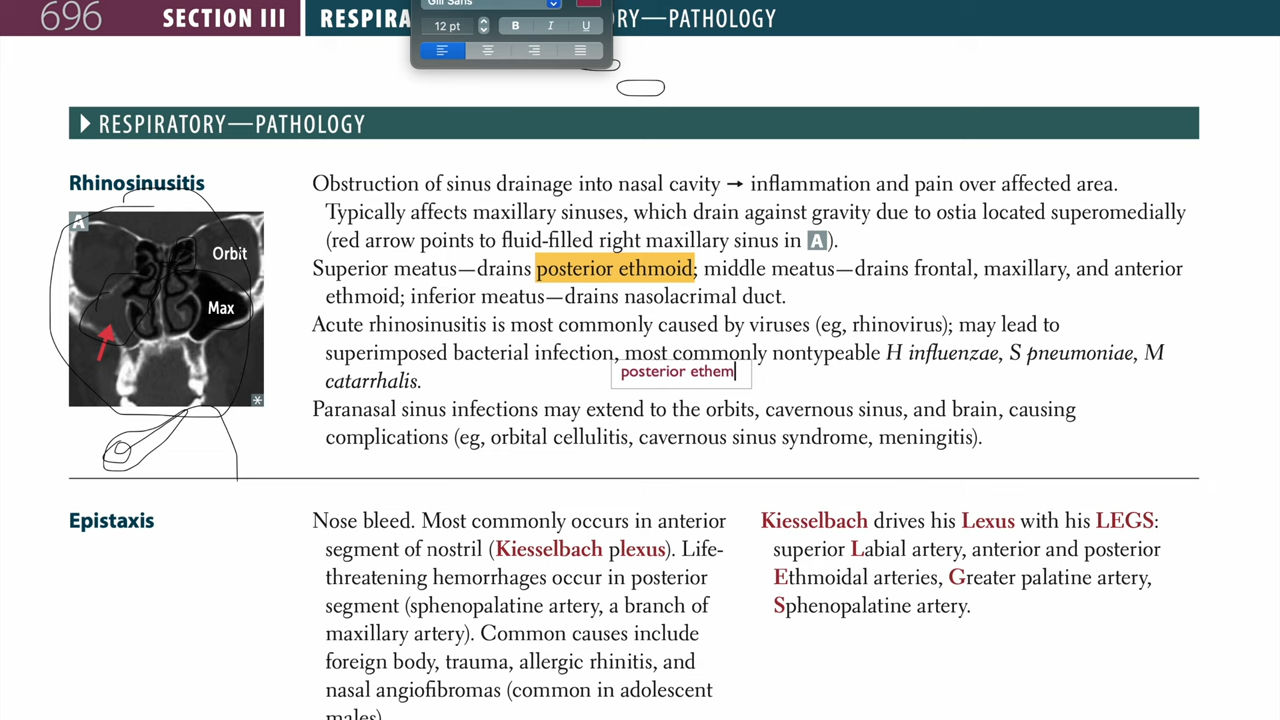 696 SECTION III RESPIRA RY—PATHOLOGY
Gill Sans
12 pt B I U
▶ RESPIRATORY—PATHOLOGY
Rhinosinusitis
A
Orbit
Max
Obstruction of sinus drainage into nasal cavity → inflammation and pain over affected area.
Typically affects maxillary sinuses, which drain against gravity due to ostia located superomedially
(red arrow points to fluid-filled right maxillary sinus in A).
Superior meatus—drains posterior ethmoid; middle meatus—drains frontal, maxillary, and anterior
ethmoid; inferior meatus—drains nasolacrimal duct.
Acute rhinosinusitis is most commonly caused by viruses (eg, rhinovirus); may lead to
superimposed bacterial infection, most commonly nontypeable H influenzae, S pneumoniae, M
posterior ethem
catarrhalis.
Paranasal sinus infections may extend to the orbits, cavernous sinus, and brain, causing
complications (eg, orbital cellulitis, cavernous sinus syndrome, meningitis).
Epistaxis
Nose bleed. Most commonly occurs in anterior
segment of nostril (Kiesselbach plexus). Life-
threatening hemorrhages occur in posterior
segment (sphenopalatine artery, a branch of
maxillary artery). Common causes include
foreign body, trauma, allergic rhinitis, and
nasal angiofibromas (common in adolescent
males).
Kiesselbach drives his Lexus with his LEGS:
superior Labial artery, anterior and posterior
Ethmoidal arteries, Greater palatine artery,
Sphenopalatine artery.